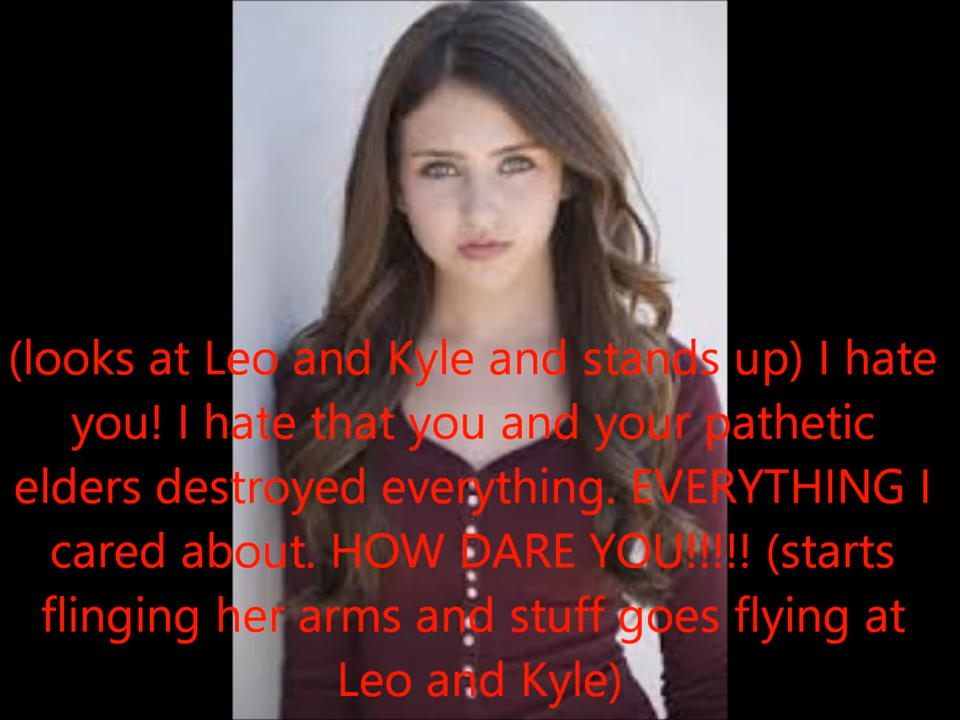 (looks at Leo and Kyle and stands up) I hate
you! I hate that you and your pathetic
elders destroyed everything. EVERYTHING I
cared about. HOW DARE YOU!!!!! (starts
flinging her arms and stuff goes flying at
Leo and Kyle)